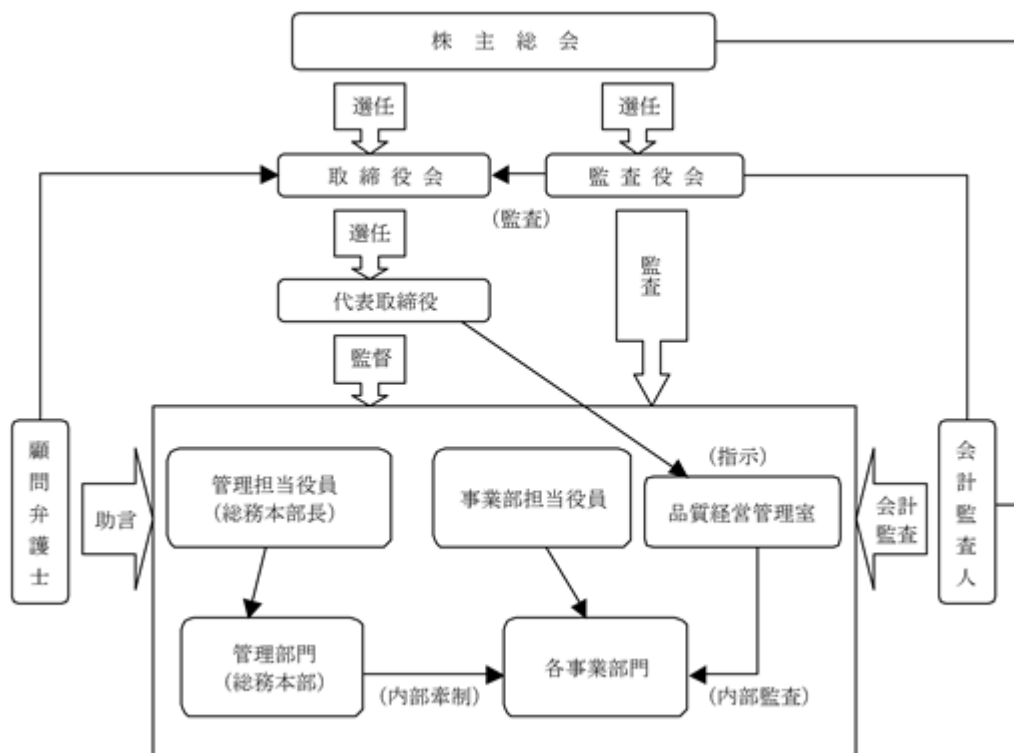 株主総会
選任
選任
取締役会
監査役会
(監査)
選任
監査
代表取締役
監督
顧問弁護士
助言
管理担当役員
(総務本部長)
事業部担当役員
(指示)
品質経営管理室
会計
監査
会計監査人
管理部門
(総務本部)
(内部牽制)
各事業部門
(内部監査)